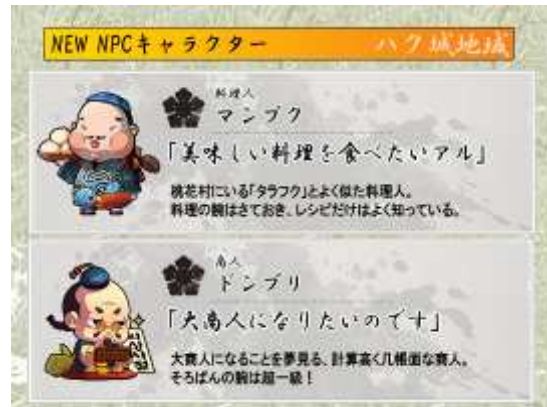 NEW NPCキャラクター
ハク城地域
料理人
マンプク
「美味しい料理を食べたいアル」
桃花村にいる「タラフク」とよく似た料理人。
料理の腕はさておき、レシピだけはよく知っている。
商人
ドンブリ
「大商人になりたいのです」
大商人になることを夢見る、計算高く几帳面な商人。
そろばんの腕は超一級！